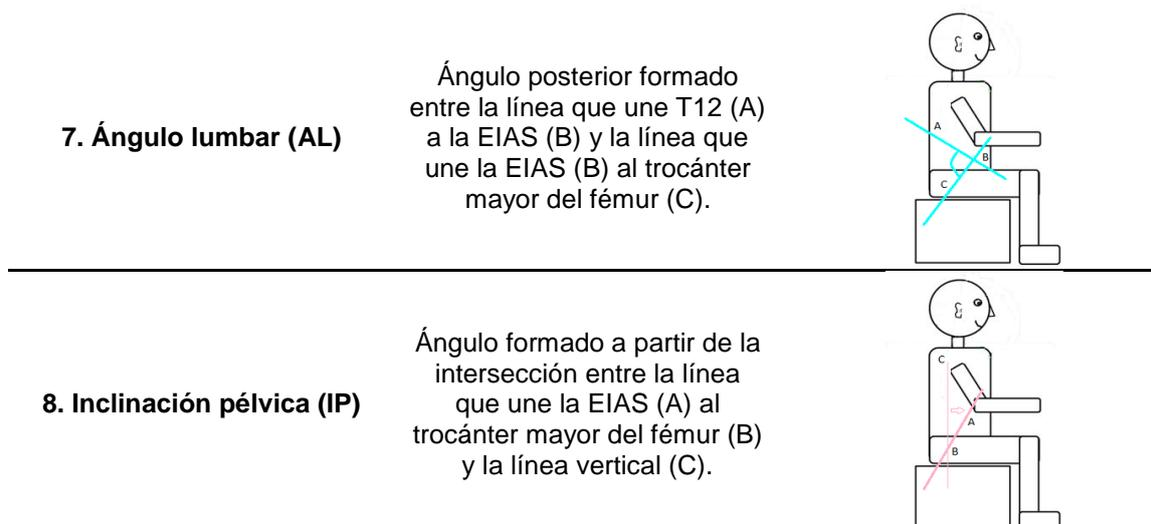 7. Ángulo lumbar (AL)
Ángulo posterior formado
entre la línea que une T12 (A)
a la EIAS (B) y la línea que
une la EIAS (B) al trocánter
mayor del fémur (C).
A
B
C
8. Inclinación pélvica (IP)
Ángulo formado a partir de la
intersección entre la línea
que une la EIAS (A) al
trocánter mayor del fémur (B)
y la línea vertical (C).
C
A
B